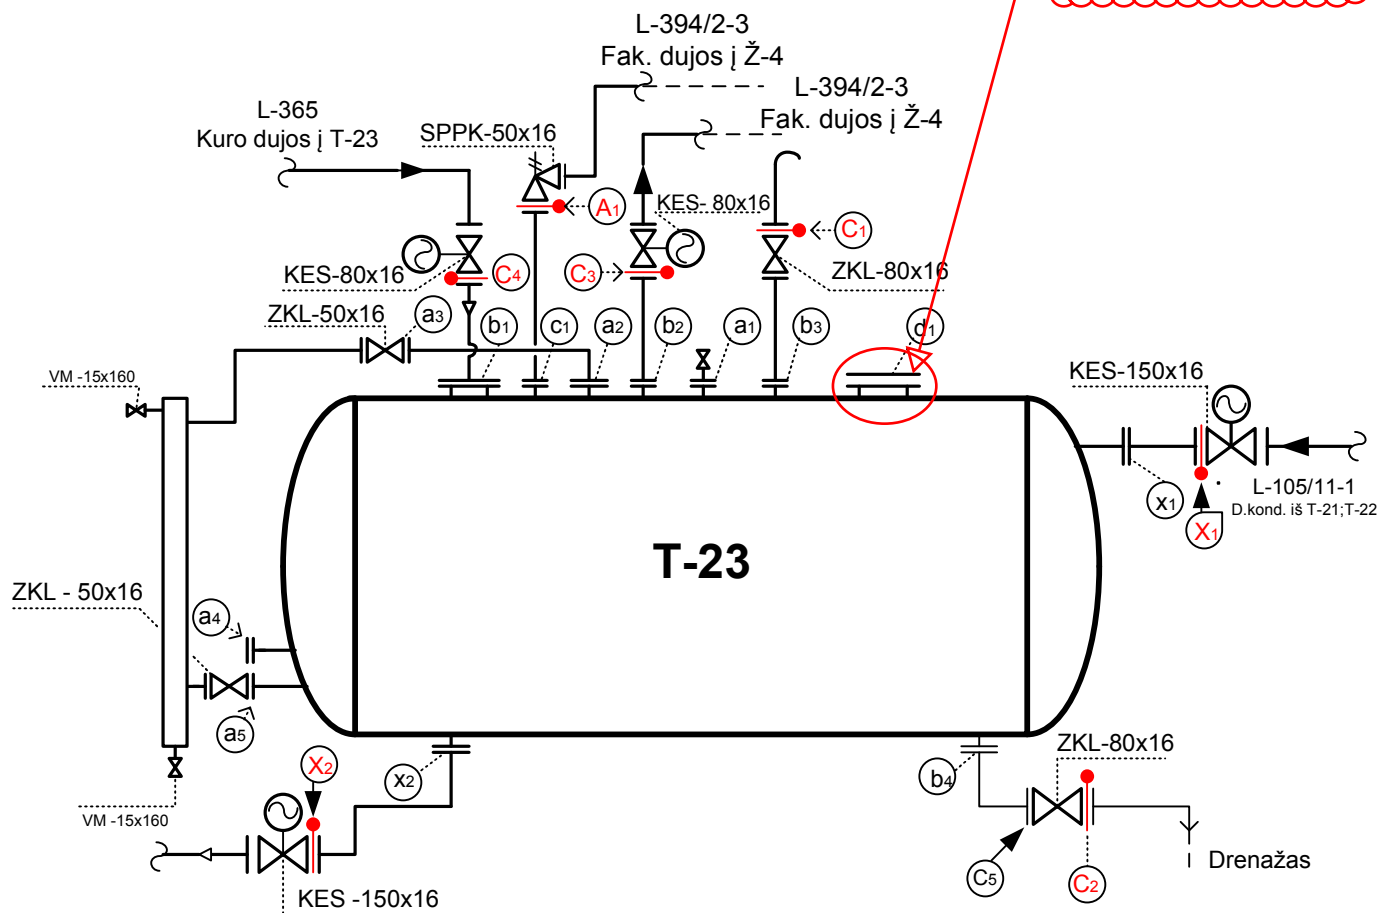 L-394/2-3
Fak. dujos į Ž-4
L-394/2-3
Fak. dujos į Ž-4
L-365
Kuro dujos į T-23
SPPK-50x16
A1
KES- 80x16
C1
KES-80x16
C4
C3
ZKL-80x16
ZKL-50x16
a3
b1
c1
a2
b2
a1
b3
d1
VM -15x160
KES-150x16
x1
L-105/11-1
D.kond. iš T-21;T-22
X1
T-23
ZKL - 50x16
a4
a5
X2
x2
b4
ZKL-80x16
VM -15x160
C5
C2
Drenažas
KES -150x16